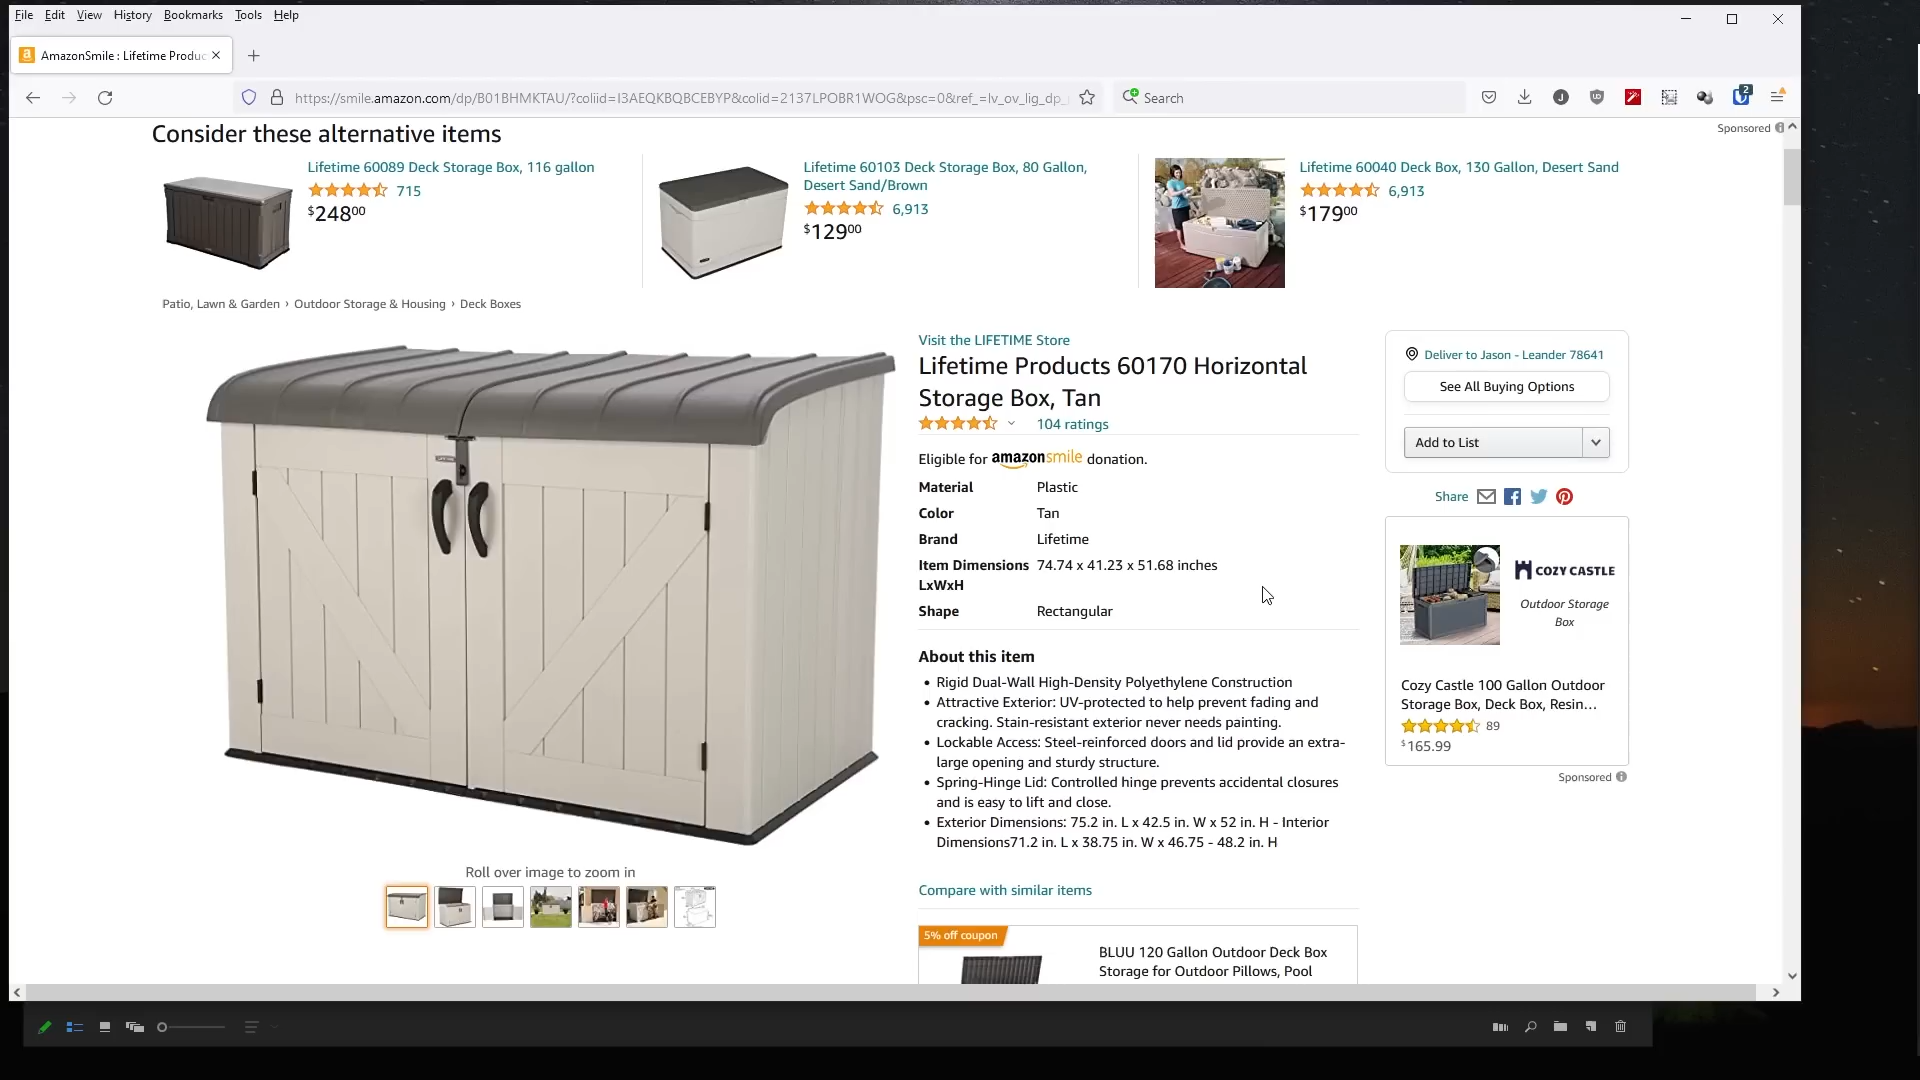 File Edit View History Bookmarks Tools Help
AmazonSmile : Lifetime Produc
https://smile.amazon.com/dp/B01BHMKTAU/?coliid=I3AEQKBQBCEBYP&colid=2137LPOBR1WOG&psc=0&ref_=lv_ov_lig_dp_
Search
2
Consider these alternative items
Sponsored
Lifetime 60089 Deck Storage Box, 116 gallon
715
$24800
Lifetime 60103 Deck Storage Box, 80 Gallon,
Desert Sand/Brown
6,913
$12900
Lifetime 60040 Deck Box, 130 Gallon, Desert Sand
6,913
$17900
Patio, Lawn & Garden › Outdoor Storage & Housing › Deck Boxes
Roll over image to zoom in
Visit the LIFETIME Store
Lifetime Products 60170 Horizontal
Storage Box, Tan
104 ratings
Eligible for amazonsmile donation.
Material Plastic
Color Tan
Brand Lifetime
Item Dimensions 74.74 x 41.23 x 51.68 inches
LxWxH
Shape Rectangular
About this item
• Rigid Dual-Wall High-Density Polyethylene Construction
• Attractive Exterior: UV-protected to help prevent fading and
cracking. Stain-resistant exterior never needs painting.
• Lockable Access: Steel-reinforced doors and lid provide an extra-
large opening and sturdy structure.
• Spring-Hinge Lid: Controlled hinge prevents accidental closures
and is easy to lift and close.
• Exterior Dimensions: 75.2 in. L x 42.5 in. W x 52 in. H - Interior
Dimensions71.2 in. L x 38.75 in. W x 46.75 - 48.2 in. H
Compare with similar items
5% off coupon
BLUU 120 Gallon Outdoor Deck Box
Storage for Outdoor Pillows, Pool
Deliver to Jason - Leander 78641
See All Buying Options
Add to List
Share
COZY CASTLE
Outdoor Storage
Box
Cozy Castle 100 Gallon Outdoor
Storage Box, Deck Box, Resin...
89
$165.99
Sponsored